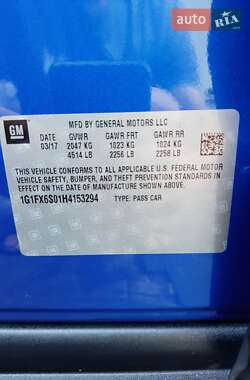 AUTO RIA
GM
MFD BY GENERAL MOTORS LLC
03/17
GVWR
2047 KG
4514 LB
GAWR FRT
1023 KG
2256 LB
GAWR RR
1024 KG
2258 LB
THIS VEHICLE CONFORMS TO ALL APPLICABLE U.S. FEDERAL MOTOR
VEHICLE SAFETY, BUMPER, AND THEFT PREVENTION STANDARDS IN
EFFECT ON THE DATE OF MANUFACTURE SHOWN ABOVE.
1G1FX6S01H4153294
TYPE: PASS CAR